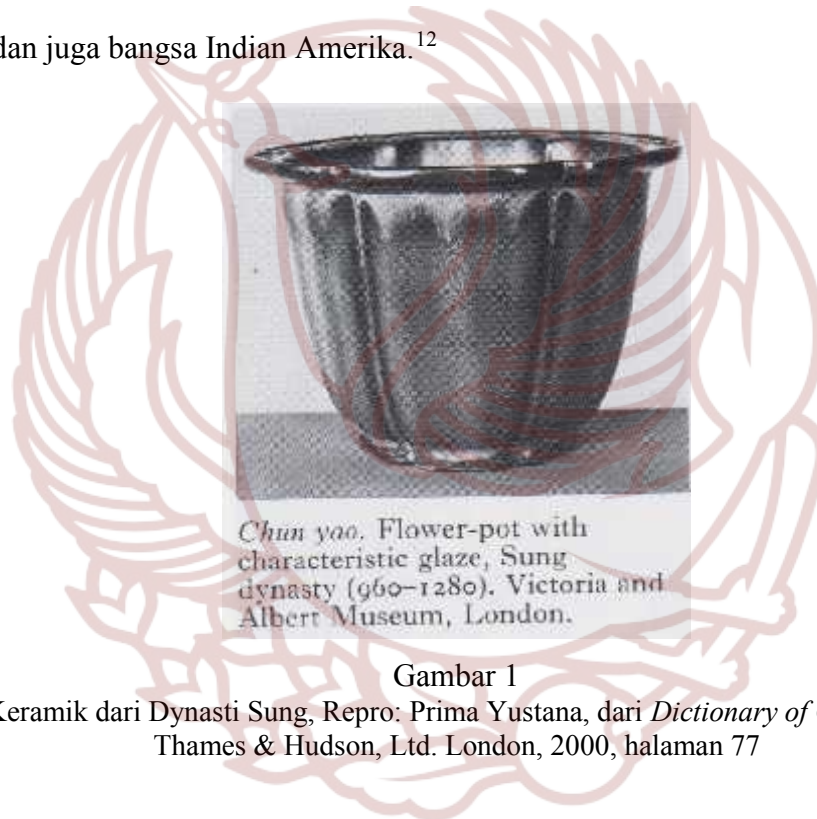 dan juga bangsa Indian Amerika.12
Chun yao. Flower-pot with
characteristic glaze, Sung
dynasty (960–1280). Victoria and
Albert Museum, London.
Gambar 1
Keramik dari Dynasti Sung, Repro: Prima Yustana, dari Dictionary of
Thames & Hudson, Ltd. London, 2000, halaman 77